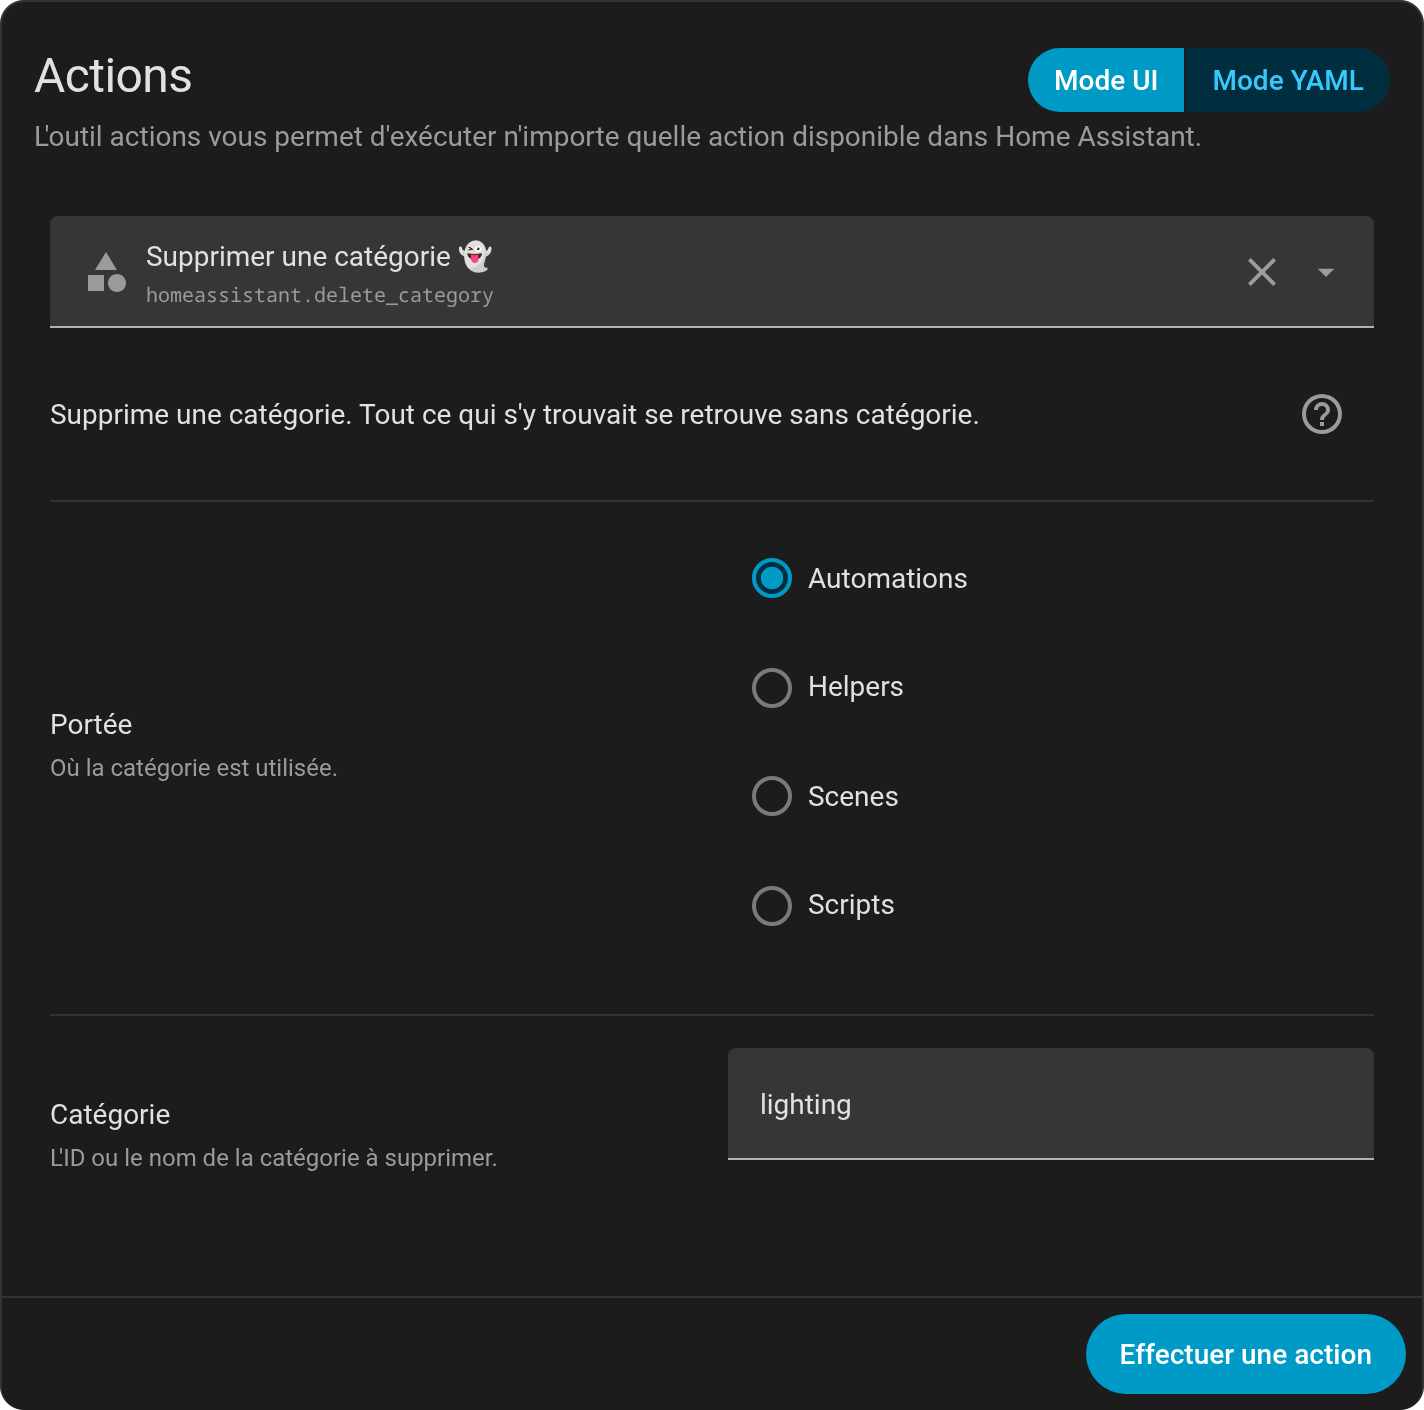 Actions
Mode UI
Mode YAML
L'outil actions vous permet d'exécuter n'importe quelle action disponible dans Home Assistant.
Supprimer une catégorie 👻
homeassistant.delete_category
Supprime une catégorie. Tout ce qui s'y trouvait se retrouve sans catégorie.
Portée
Où la catégorie est utilisée.
Automations
Helpers
Scenes
Scripts
Catégorie
L'ID ou le nom de la catégorie à supprimer.
lighting
Effectuer une action